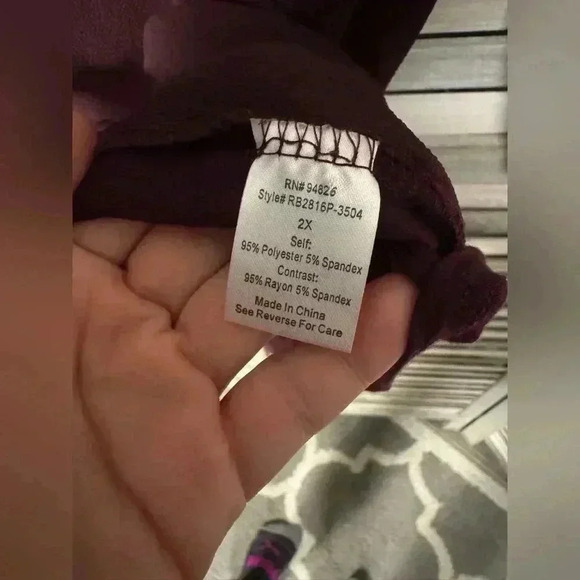 RN# 94826
Style# RB2816P-3504
2X
Self:
95% Polyester 5% Spandex
Contrast:
95% Rayon 5% Spandex
Made In China
See Reverse For Care